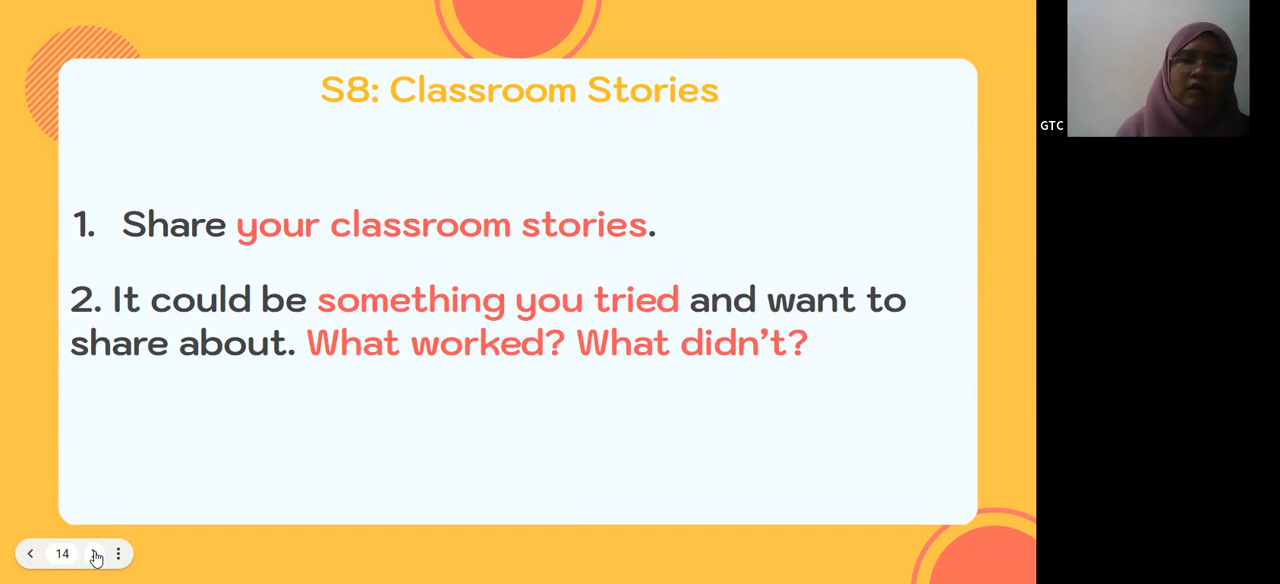 S8: Classroom Stories
1. Share your classroom stories.
2. It could be something you tried and want to
share about. What worked? What didn't?
14
GTC